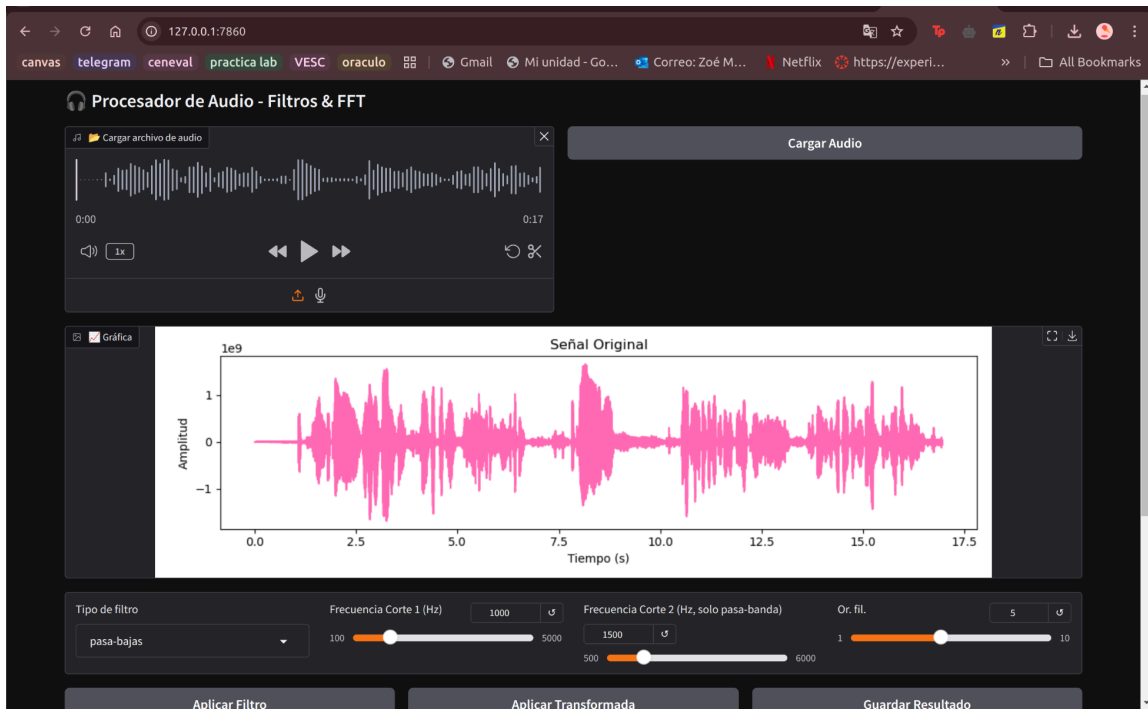 127.0.0.1:7860
canvas telegram ceneval practica lab VESC oraculo Gmail Mi unidad - Go... Correo: Zoé M... Netflix https://experi... » All Bookmarks
Procesador de Audio - Filtros & FFT
Cargar archivo de audio
Cargar Audio
0:00 0:17
1x
Gráfica
Señal Original
1e9
1
0
−1
Amplitud
0.0 2.5 5.0 7.5 10.0 12.5 15.0 17.5
Tiempo (s)
Tipo de filtro
pasa-bajas
Frecuencia Corte 1 (Hz) 1000
100 5000
Frecuencia Corte 2 (Hz, solo pasa-banda)
1500
500 6000
Or. fil. 5
1 10
Aplicar Filtro Aplicar Transformada Guardar Resultado